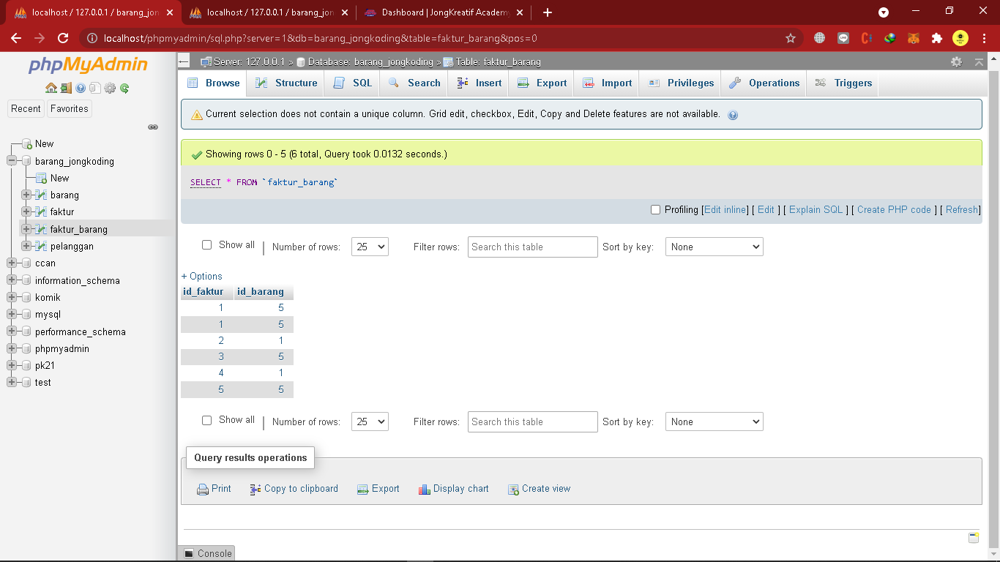 localhost / 127.0.0.1 / barang_jon
localhost / 127.0.0.1 / barang_jon
Dashboard | JongKreatif Academy
localhost/phpmyadmin/sql.php?server=1&db=barang_jongkoding&table=faktur_barang&pos=0
phpMyAdmin
Recent Favorites
New
barang_jongkoding
New
barang
faktur
faktur_barang
pelanggan
ccan
information_schema
komik
mysql
performance_schema
phpmyadmin
pk21
test
Server: 127.0.0.1 » Database: barang_jongkoding » Table: faktur_barang
Browse Structure SQL Search Insert Export Import Privileges Operations Triggers
Current selection does not contain a unique column. Grid edit, checkbox, Edit, Copy and Delete features are not available.
Showing rows 0 - 5 (6 total, Query took 0.0132 seconds.)
SELECT * FROM `faktur_barang`
Profiling [Edit inline] [ Edit ] [ Explain SQL ] [ Create PHP code ] [ Refresh]
Show all | Number of rows: 25 Filter rows: Search this table Sort by key: None
+ Options
id_faktur id_barang
1 5
1 5
2 1
3 5
4 1
5 5
Show all | Number of rows: 25 Filter rows: Search this table Sort by key: None
Query results operations
Print Copy to clipboard Export Display chart Create view
Console